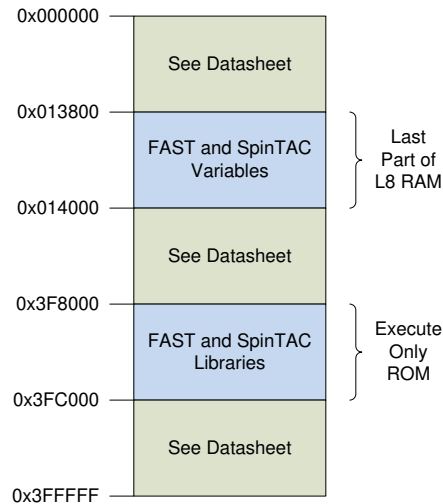 0x000000
See Datasheet
0x013800
FAST and SpinTAC
Variables
Last
Part of
L8 RAM
0x014000
See Datasheet
0x3F8000
FAST and SpinTAC
Libraries
Execute
Only
ROM
0x3FC000
See Datasheet
0x3FFFFF